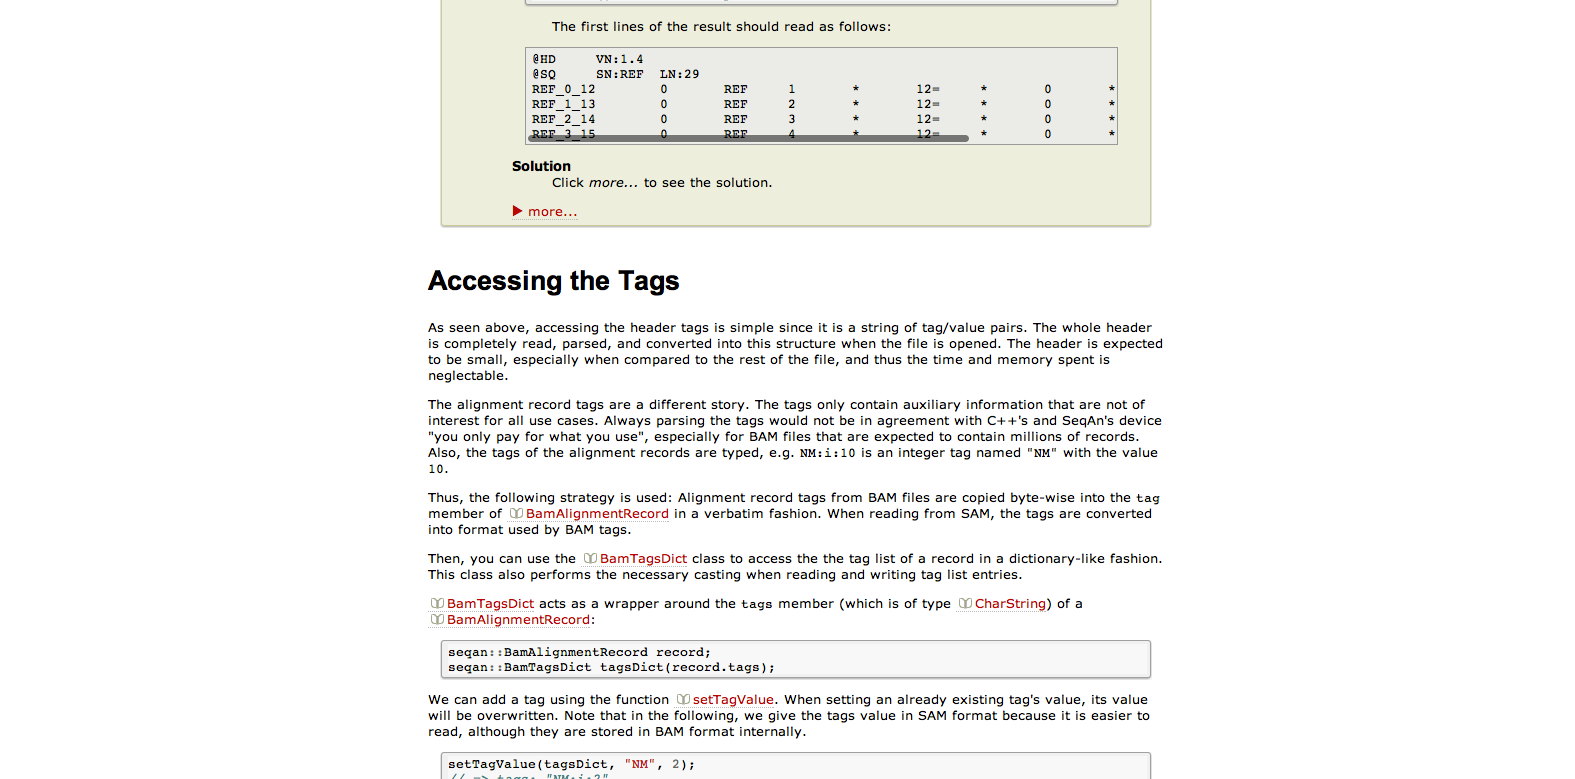 The first lines of the result should read as follows:
@HD     VN:1.4
@SQ     SN:REF  LN:29
REF_0_12        0       REF     1       *       12=     *       0       *
REF_1_13        0       REF     2       *       12=     *       0       *
REF_2_14        0       REF     3       *       12=     *       0       *
REF_3_15        0       REF     4       *       12=     *       0       *
Solution
Click more... to see the solution.
more...
Accessing the Tags
As seen above, accessing the header tags is simple since it is a string of tag/value pairs. The whole header
is completely read, parsed, and converted into this structure when the file is opened. The header is expected
to be small, especially when compared to the rest of the file, and thus the time and memory spent is
neglectable.
The alignment record tags are a different story. The tags only contain auxiliary information that are not of
interest for all use cases. Always parsing the tags would not be in agreement with C++'s and SeqAn's device
"you only pay for what you use", especially for BAM files that are expected to contain millions of records.
Also, the tags of the alignment records are typed, e.g. NM:i:10 is an integer tag named "NM" with the value
10.
Thus, the following strategy is used: Alignment record tags from BAM files are copied byte-wise into the tag
member of BamAlignmentRecord in a verbatim fashion. When reading from SAM, the tags are converted
into format used by BAM tags.
Then, you can use the BamTagsDict class to access the the tag list of a record in a dictionary-like fashion.
This class also performs the necessary casting when reading and writing tag list entries.
BamTagsDict acts as a wrapper around the tags member (which is of type CharString) of a
BamAlignmentRecord:
seqan::BamAlignmentRecord record;
seqan::BamTagsDict tagsDict(record.tags);
We can add a tag using the function setTagValue. When setting an already existing tag's value, its value
will be overwritten. Note that in the following, we give the tags value in SAM format because it is easier to
read, although they are stored in BAM format internally.
setTagValue(tagsDict, "NM", 2);
// => tags: "NM:i:2"